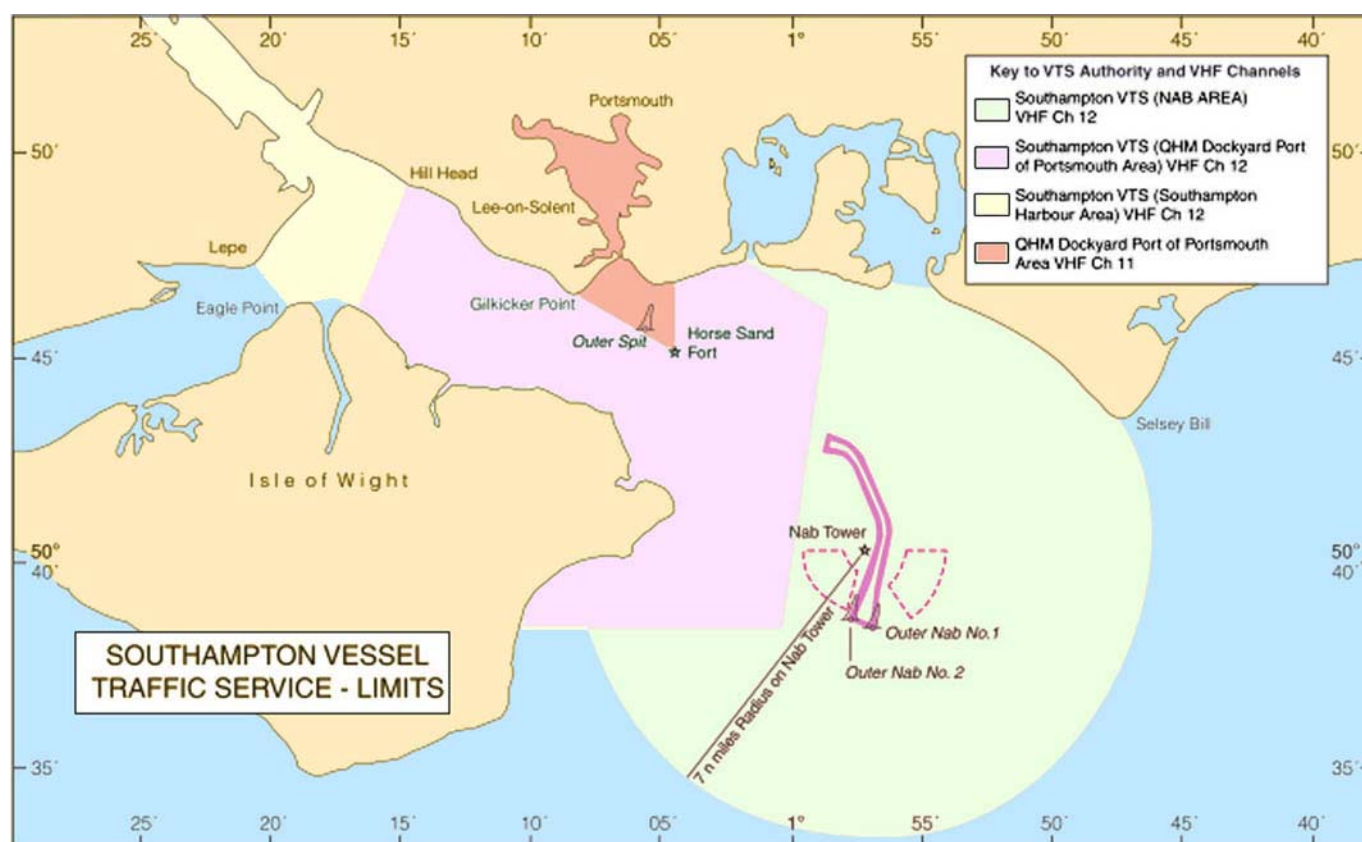 25´ 20´ 15´ 10´ 05´ 1° 55´ 50´ 45´ 40´
Key to VTS Authority and VHF Channels
Southampton VTS (NAB AREA)
VHF Ch 12
Southampton VTS (QHM Dockyard Port
of Portsmouth Area) VHF Ch 12
Southampton VTS (Southampton
Harbour Area) VHF Ch 12
QHM Dockyard Port of Portsmouth
Area VHF Ch 11
Portsmouth
50´ 50´
Hill Head
Lee-on-Solent
Lepe
Eagle Point
Gilkicker Point
Outer Spit
Horse Sand
Fort
45´ 45´
Selsey Bill
Isle of Wight
Nab Tower
50° 50°
40´ 40´
7 n miles Radius on Nab Tower
Outer Nab No.1
Outer Nab No. 2
SOUTHAMPTON VESSEL
TRAFFIC SERVICE - LIMITS
35´ 35´
25´ 20´ 15´ 10´ 05´ 1° 55´ 50´ 45´ 40´